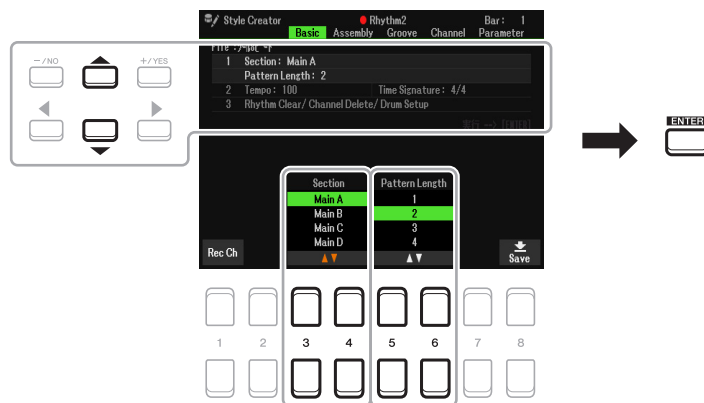 Style Creator Rhythm2 Bar: 1
Basic Assembly Groove Channel Parameter
-/NO +/YES
1 Section: Main A
Pattern Length: 2
2 Tempo: 100 Time Signature: 4/4
3 Rhythm Clear/ Channel Delete/ Drum Setup
[ENTER]
ENTER
Section Pattern Length
Main A 1
Main B 2
Main C 3
Main D 4
Rec Ch Save
1 2 3 4 5 6 7 8